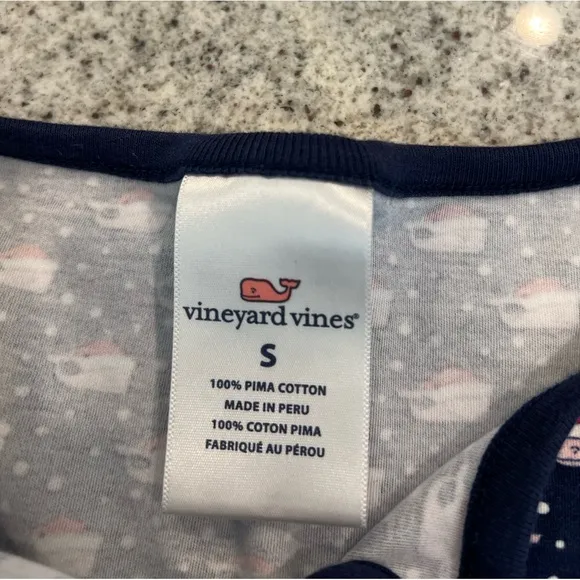 vineyard vines®
S
100% PIMA COTTON
MADE IN PERU
100% COTON PIMA
FABRIQUÉ AU PÉROU